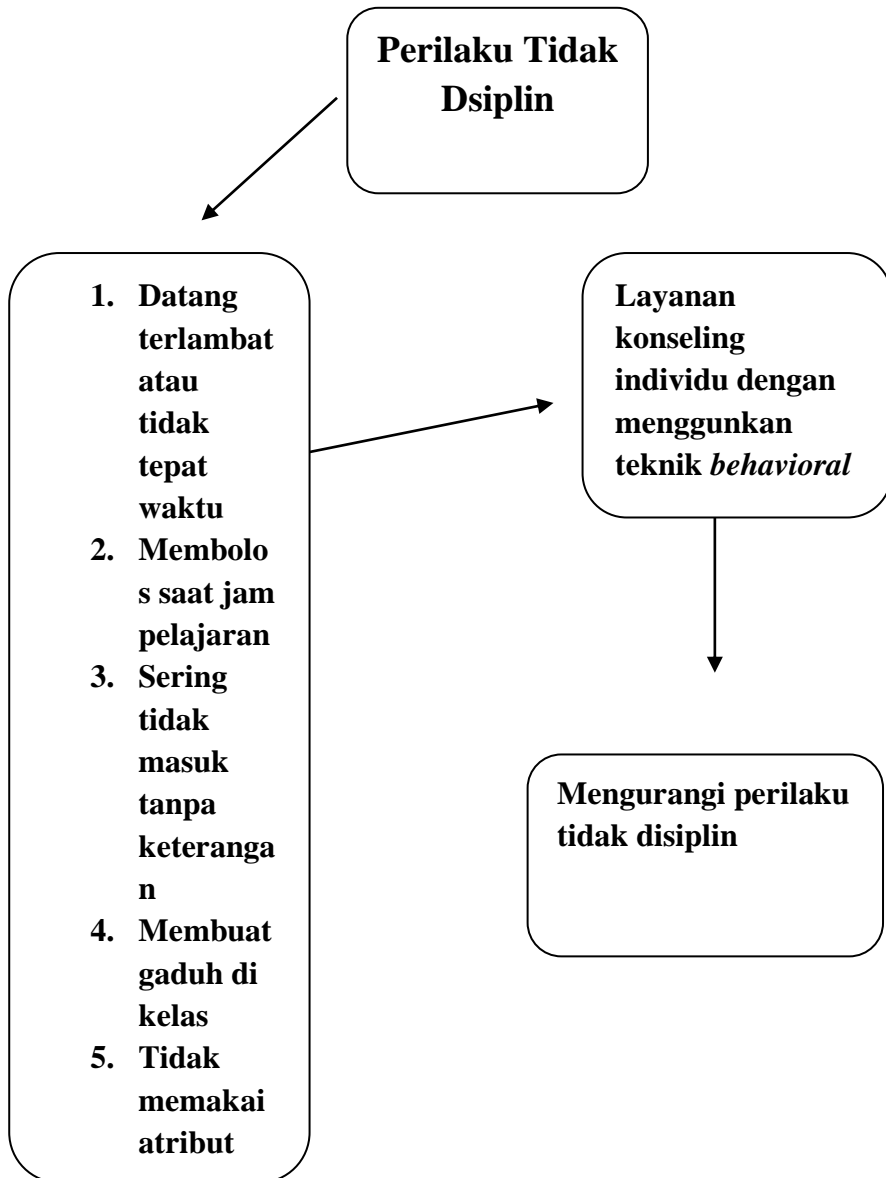 Perilaku Tidak
Dsiplin
1. Datang
terlambat
atau
tidak
tepat
waktu
2. Membolo
s saat jam
pelajaran
3. Sering
tidak
masuk
tanpa
keteranga
n
4. Membuat
gaduh di
kelas
5. Tidak
memakai
atribut
Layanan
konseling
individu dengan
menggunkan
teknik behavioral
Mengurangi perilaku
tidak disiplin